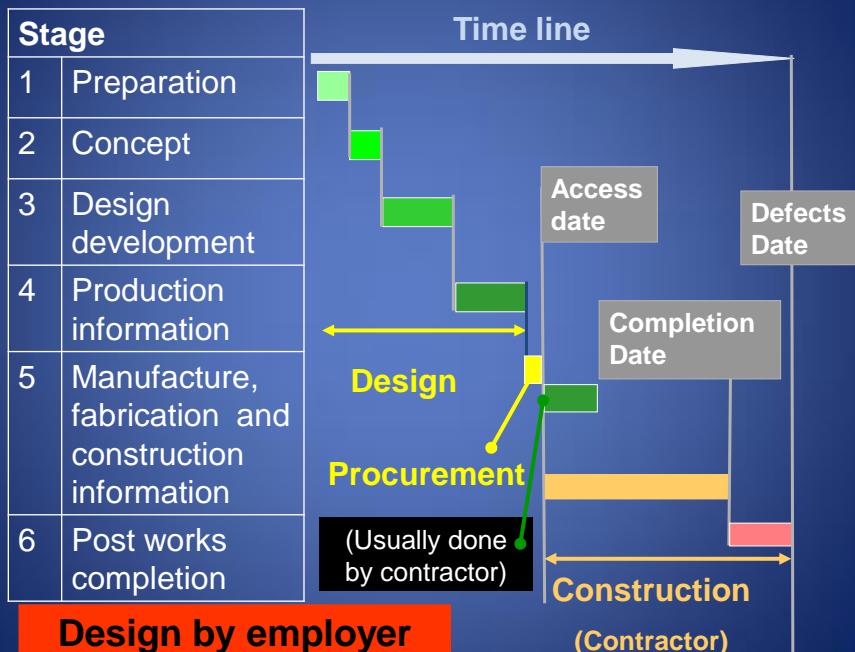 Stage
Time line
1 Preparation
2 Concept
3 Design
development
4 Production
information
5 Manufacture,
fabrication and
construction
information
6 Post works
completion
Access
date
Defects
Date
Completion
Date
Design
Procurement
(Usually done
by contractor)
Construction
(Contractor)
Design by employer